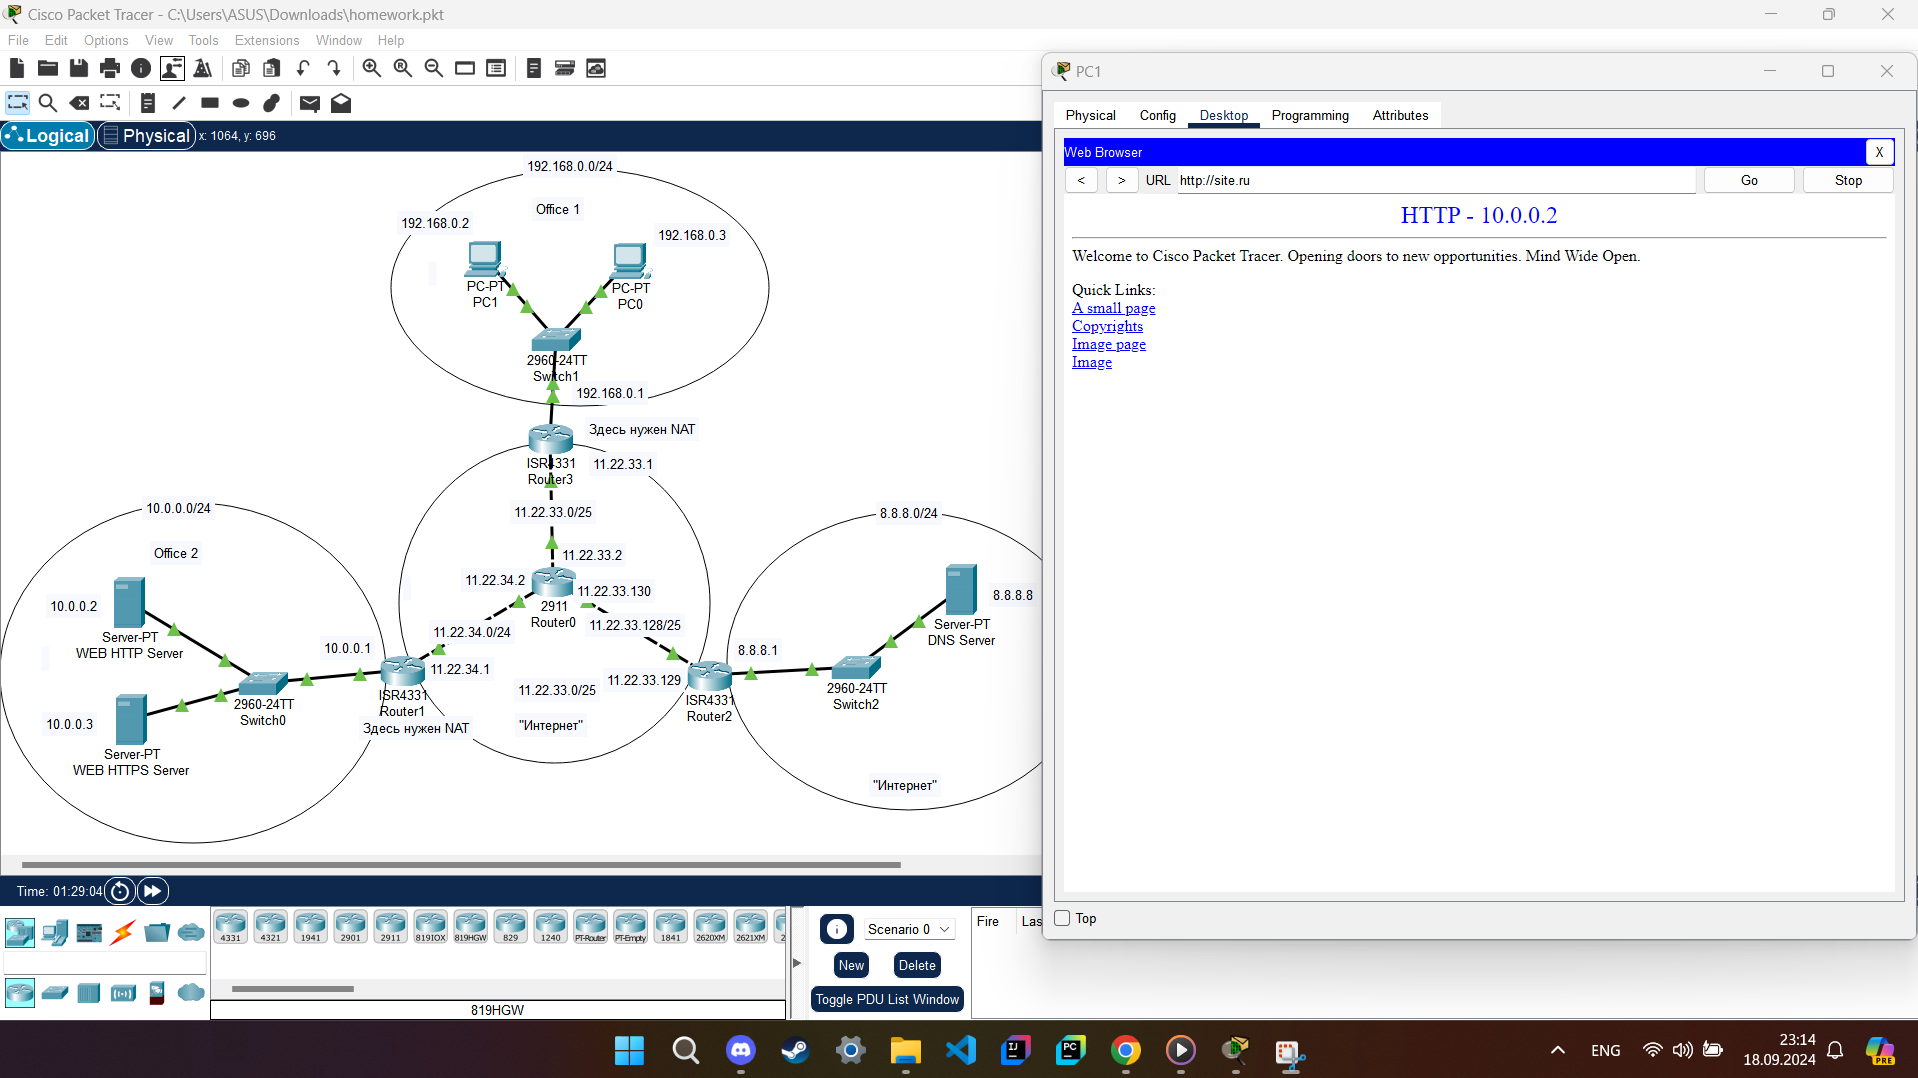 Cisco Packet Tracer - C:\Users\ASUS\Downloads\homework.pkt
File Edit Options View Tools Extensions Window Help
Logical Physical x: 1064, y: 696
192.168.0.0/24
Office 1
192.168.0.2
192.168.0.3
PC-PT
PC1
PC-PT
PC0
2960-24TT
Switch1
192.168.0.1
Здесь нужен NAT
ISR4331
Router3
11.22.33.1
11.22.33.0/25
11.22.33.2
11.22.34.2
11.22.33.130
2911
Router0
11.22.34.0/24
11.22.33.128/25
10.0.0.0/24
Office 2
10.0.0.2
Server-PT
WEB HTTP Server
10.0.0.1
11.22.34.1
ISR4331
Router1
Здесь нужен NAT
2960-24TT
Switch0
10.0.0.3
Server-PT
WEB HTTPS Server
11.22.33.0/25
"Интернет"
11.22.33.129
ISR4331
Router2
8.8.8.0/24
8.8.8.8
Server-PT
DNS Server
8.8.8.1
2960-24TT
Switch2
"Интернет"
Time: 01:29:04
4331 4321 1941 2901 2911 819IOX 819HGW 829 1240 PT-Router PT-Empty 1841 2620XM 2621XM 2
819HGW
Scenario 0
New Delete
Toggle PDU List Window
Fire Las
PC1
Physical Config Desktop Programming Attributes
Web Browser X
< > URL http://site.ru Go Stop
HTTP - 10.0.0.2
Welcome to Cisco Packet Tracer. Opening doors to new opportunities. Mind Wide Open.
Quick Links:
A small page
Copyrights
Image page
Image
Top
ENG
23:14
18.09.2024
IJ
PC
PRE